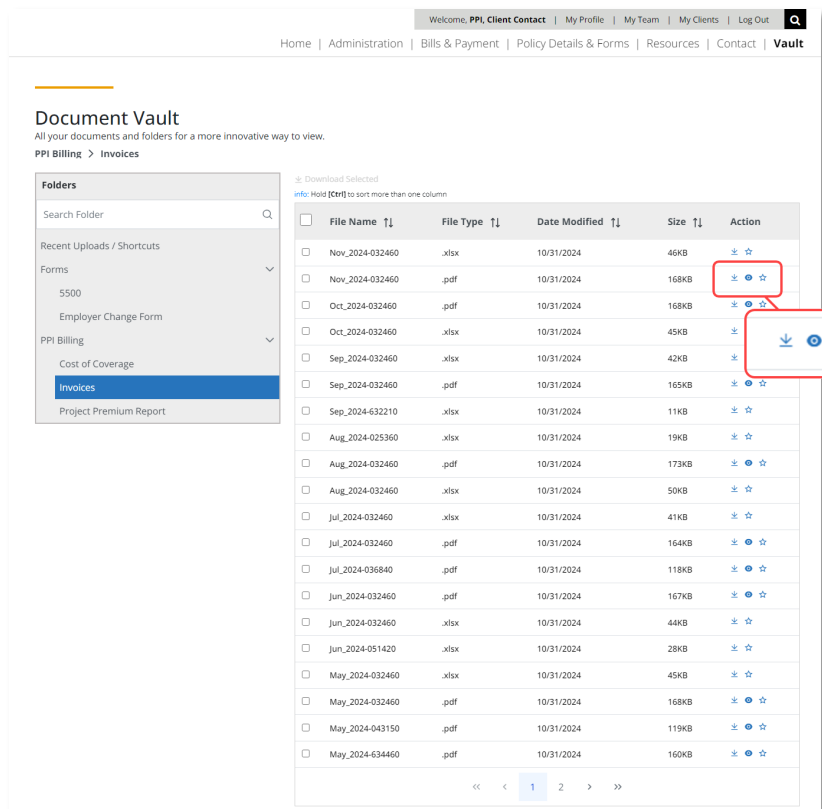 Welcome, PPI, Client Contact | My Profile | My Team | My Clients | Log Out
Home | Administration | Bills & Payment | Policy Details & Forms | Resources | Contact | Vault
Document Vault
All your documents and folders for a more innovative way to view.
PPI Billing > Invoices
Folders
Search Folder
Recent Uploads / Shortcuts
Forms
5500
Employer Change Form
PPI Billing
Cost of Coverage
Invoices
Project Premium Report
Download Selected
info: Hold [Ctrl] to sort more than one column
File Name File Type Date Modified Size Action
Nov_2024-032460 .xlsx 10/31/2024 46KB
Nov_2024-032460 .pdf 10/31/2024 168KB
Oct_2024-032460 .pdf 10/31/2024 168KB
Oct_2024-032460 .xlsx 10/31/2024 45KB
Sep_2024-032460 .xlsx 10/31/2024 42KB
Sep_2024-032460 .pdf 10/31/2024 165KB
Sep_2024-632210 .xlsx 10/31/2024 11KB
Aug_2024-025360 .xlsx 10/31/2024 19KB
Aug_2024-032460 .pdf 10/31/2024 173KB
Aug_2024-032460 .xlsx 10/31/2024 50KB
Jul_2024-032460 .xlsx 10/31/2024 41KB
Jul_2024-032460 .pdf 10/31/2024 164KB
Jul_2024-036840 .pdf 10/31/2024 118KB
Jun_2024-032460 .pdf 10/31/2024 167KB
Jun_2024-032460 .xlsx 10/31/2024 44KB
Jun_2024-051420 .xlsx 10/31/2024 28KB
May_2024-032460 .xlsx 10/31/2024 45KB
May_2024-032460 .pdf 10/31/2024 168KB
May_2024-043150 .pdf 10/31/2024 119KB
May_2024-634460 .pdf 10/31/2024 160KB
<< < 1 2 > >>